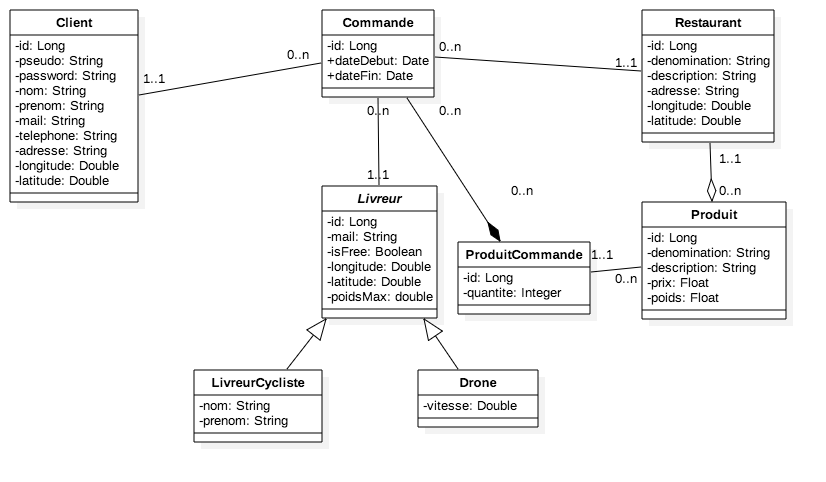 Client
-id: Long
-pseudo: String
-password: String
-nom: String
-prenom: String
-mail: String
-telephone: String
-adresse: String
-longitude: Double
-latitude: Double
1..1
0..n
Commande
-id: Long
+dateDebut: Date
+dateFin: Date
0..n
1..1
Restaurant
-id: Long
-denomination: String
-description: String
-adresse: String
-longitude: Double
-latitude: Double
0..n
0..n
1..1
0..n
1..1
0..n
Livreur
-id: Long
-mail: String
-isFree: Boolean
-longitude: Double
-latitude: Double
-poidsMax: double
ProduitCommande
-id: Long
-quantite: Integer
1..1
0..n
Produit
-id: Long
-denomination: String
-description: String
-prix: Float
-poids: Float
LivreurCycliste
-nom: String
-prenom: String
Drone
-vitesse: Double